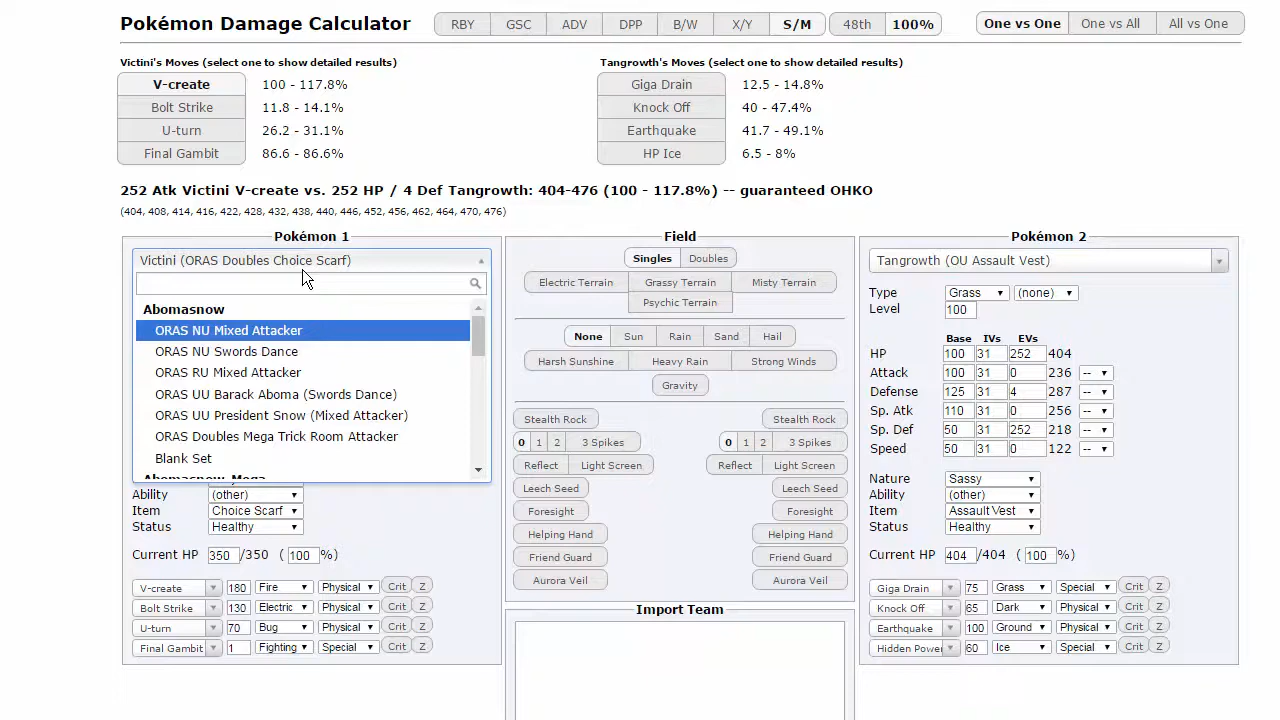 Pokémon Damage Calculator
RBY GSC ADV DPP B/W X/Y S/M 48th 100% One vs One One vs All All vs One
Victini's Moves (select one to show detailed results)
V-create 100 - 117.8%
Bolt Strike 11.8 - 14.1%
U-turn 26.2 - 31.1%
Final Gambit 86.6 - 86.6%
Tangrowth's Moves (select one to show detailed results)
Giga Drain 12.5 - 14.8%
Knock Off 40 - 47.4%
Earthquake 41.7 - 49.1%
HP Ice 6.5 - 8%
252 Atk Victini V-create vs. 252 HP / 4 Def Tangrowth: 404-476 (100 - 117.8%) -- guaranteed OHKO
(404, 408, 414, 416, 422, 428, 432, 438, 440, 446, 452, 456, 462, 464, 470, 476)
Pokémon 1
Victini (ORAS Doubles Choice Scarf)
Abomasnow
ORAS NU Mixed Attacker
ORAS NU Swords Dance
ORAS RU Mixed Attacker
ORAS UU Barack Aboma (Swords Dance)
ORAS UU President Snow (Mixed Attacker)
ORAS Doubles Mega Trick Room Attacker
Blank Set
Abomasnow-Mega
Ability (other)
Item Choice Scarf
Status Healthy
Current HP 350 /350 ( 100 %)
V-create 180 Fire Physical Crit Z
Bolt Strike 130 Electric Physical Crit Z
U-turn 70 Bug Physical Crit Z
Final Gambit 1 Fighting Special Crit Z
Field
Singles Doubles
Electric Terrain Grassy Terrain Misty Terrain
Psychic Terrain
None Sun Rain Sand Hail
Harsh Sunshine Heavy Rain Strong Winds
Gravity
Stealth Rock Stealth Rock
0 1 2 3 Spikes 0 1 2 3 Spikes
Reflect Light Screen Reflect Light Screen
Leech Seed Leech Seed
Foresight Foresight
Helping Hand Helping Hand
Friend Guard Friend Guard
Aurora Veil Aurora Veil
Import Team
Pokémon 2
Tangrowth (OU Assault Vest)
Type Grass (none)
Level 100
Base IVs EVs
HP 100 31 252 404
Attack 100 31 0 236 --
Defense 125 31 4 287 --
Sp. Atk 110 31 0 256 --
Sp. Def 50 31 252 218 --
Speed 50 31 0 122 --
Nature Sassy
Ability (other)
Item Assault Vest
Status Healthy
Current HP 404 /404 ( 100 %)
Giga Drain 75 Grass Special Crit Z
Knock Off 65 Dark Physical Crit Z
Earthquake 100 Ground Physical Crit Z
Hidden Power 60 Ice Special Crit Z